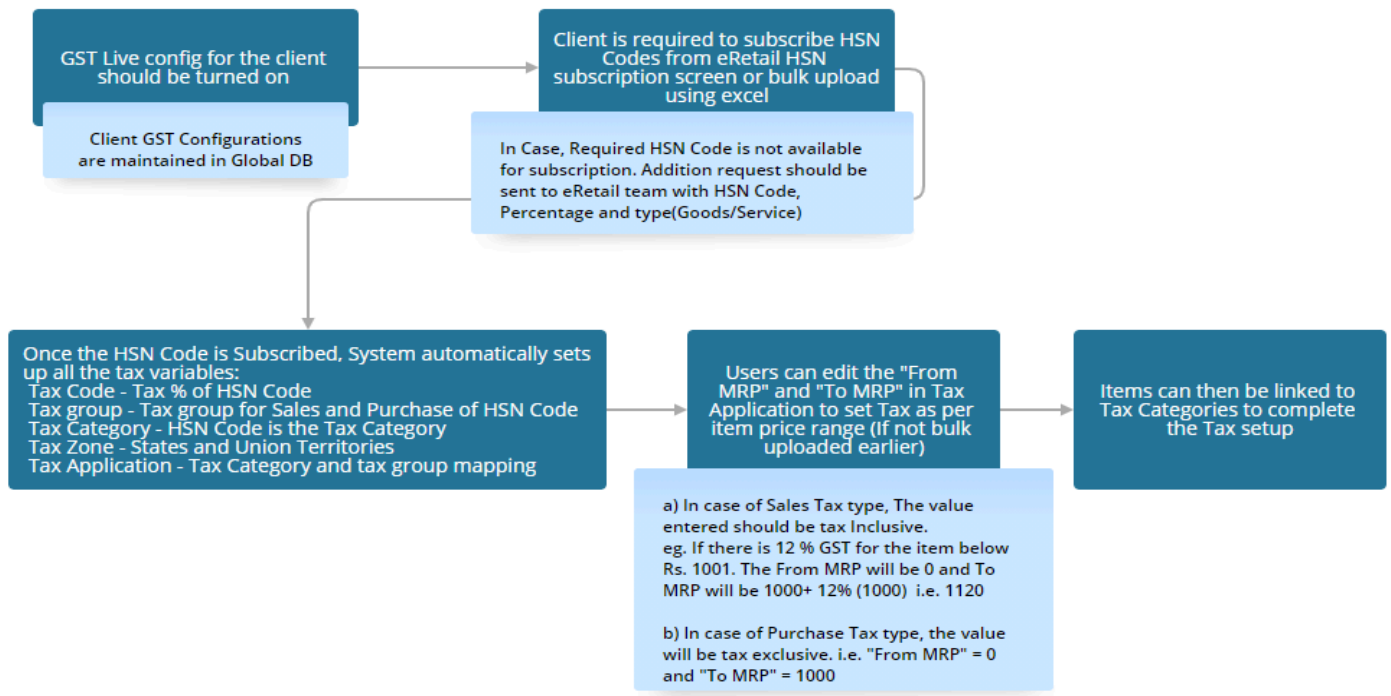 GST Live config for the client
should be turned on
Client GST Configurations
are maintained in Global DB
Client is required to subscribe HSN
Codes from eRetail HSN
subscription screen or bulk upload
using excel
In Case, Required HSN Code is not available
for subscription. Addition request should be
sent to eRetail team with HSN Code,
Percentage and type(Goods/Service)
Once the HSN Code is Subscribed, System automatically sets
up all the tax variables:
Tax Code - Tax % of HSN Code
Tax group - Tax group for Sales and Purchase of HSN Code
Tax Category - HSN Code is the Tax Category
Tax Zone - States and Union Territories
Tax Application - Tax Category and tax group mapping
Users can edit the "From
MRP" and "To MRP" in Tax
Application to set Tax as per
item price range (If not bulk
uploaded earlier)
a) In case of Sales Tax type, The value
entered should be tax Inclusive.
eg. If there is 12 % GST for the item below
Rs. 1001. The From MRP will be 0 and To
MRP will be 1000+ 12% (1000) i.e. 1120
b) In case of Purchase Tax type, the value
will be tax exclusive. i.e. "From MRP" = 0
and "To MRP" = 1000
Items can then be linked to
Tax Categories to complete
the Tax setup